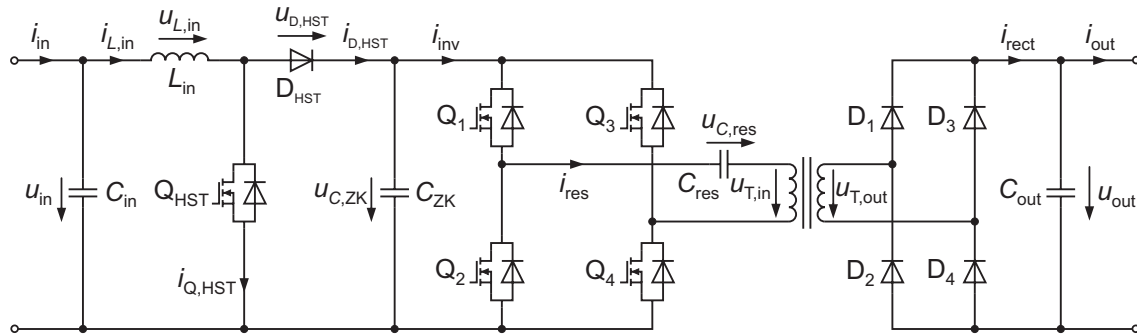 u_D,HST
i_in
i_L,in
u_L,in
i_D,HST
i_inv
i_rect
i_out
L_in
D_HST
Q_1
Q_3
D_1
D_3
u_C,res
u_in
C_in
Q_HST
u_C,ZK
C_ZK
i_res
C_res
u_T,in
u_T,out
C_out
u_out
i_Q,HST
Q_2
Q_4
D_2
D_4